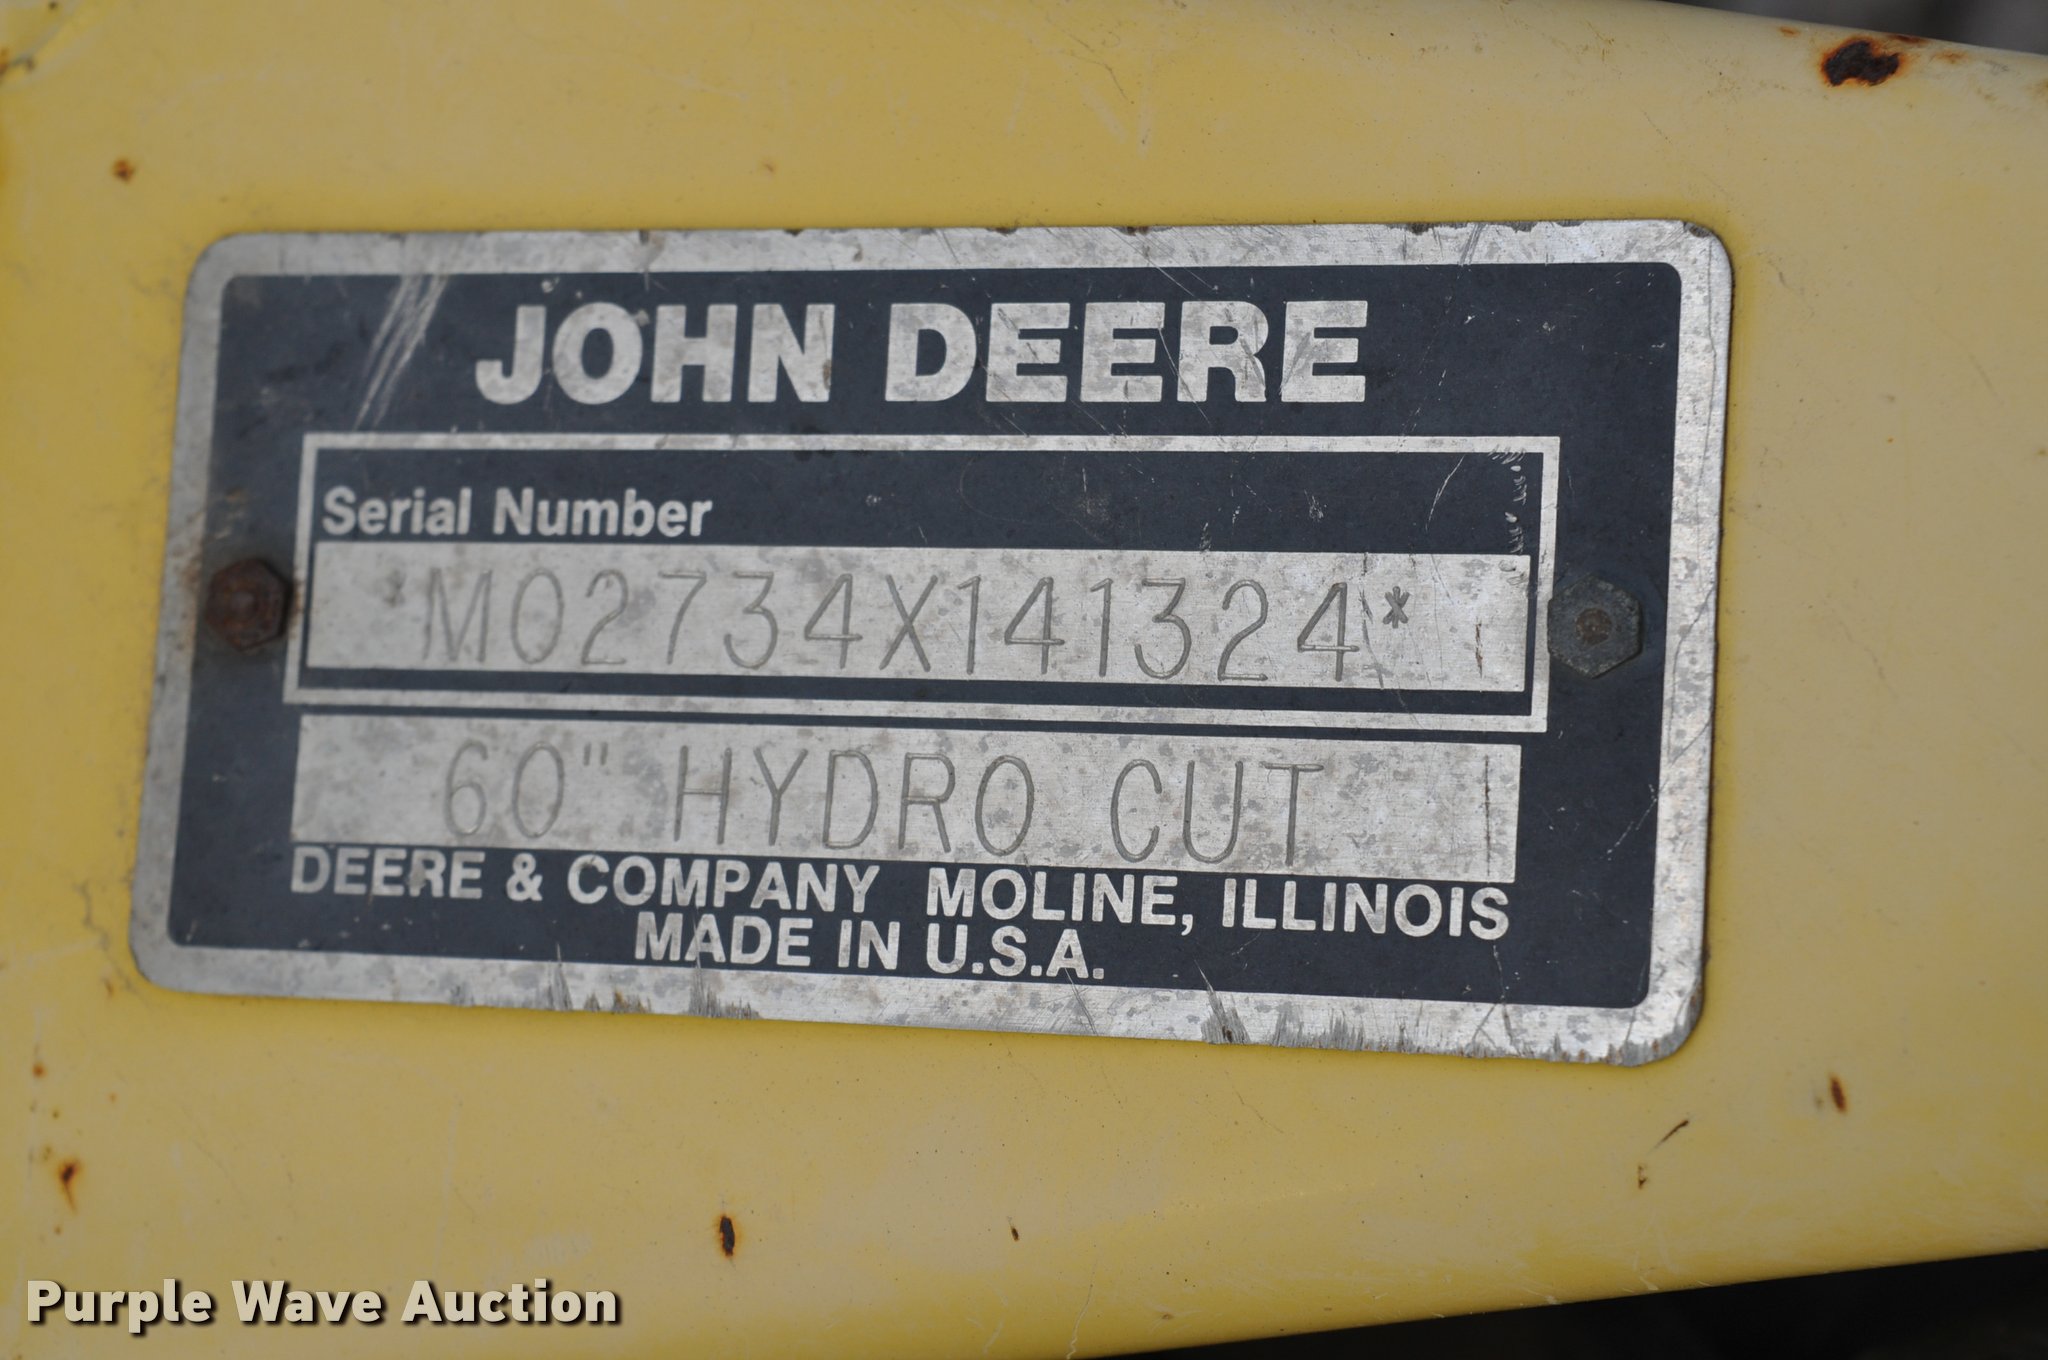 JOHN DEERE
Serial Number
*M02734X141324*
60" HYDRO CUT
DEERE & COMPANY MOLINE, ILLINOIS
MADE IN U.S.A.
Purple Wave Auction